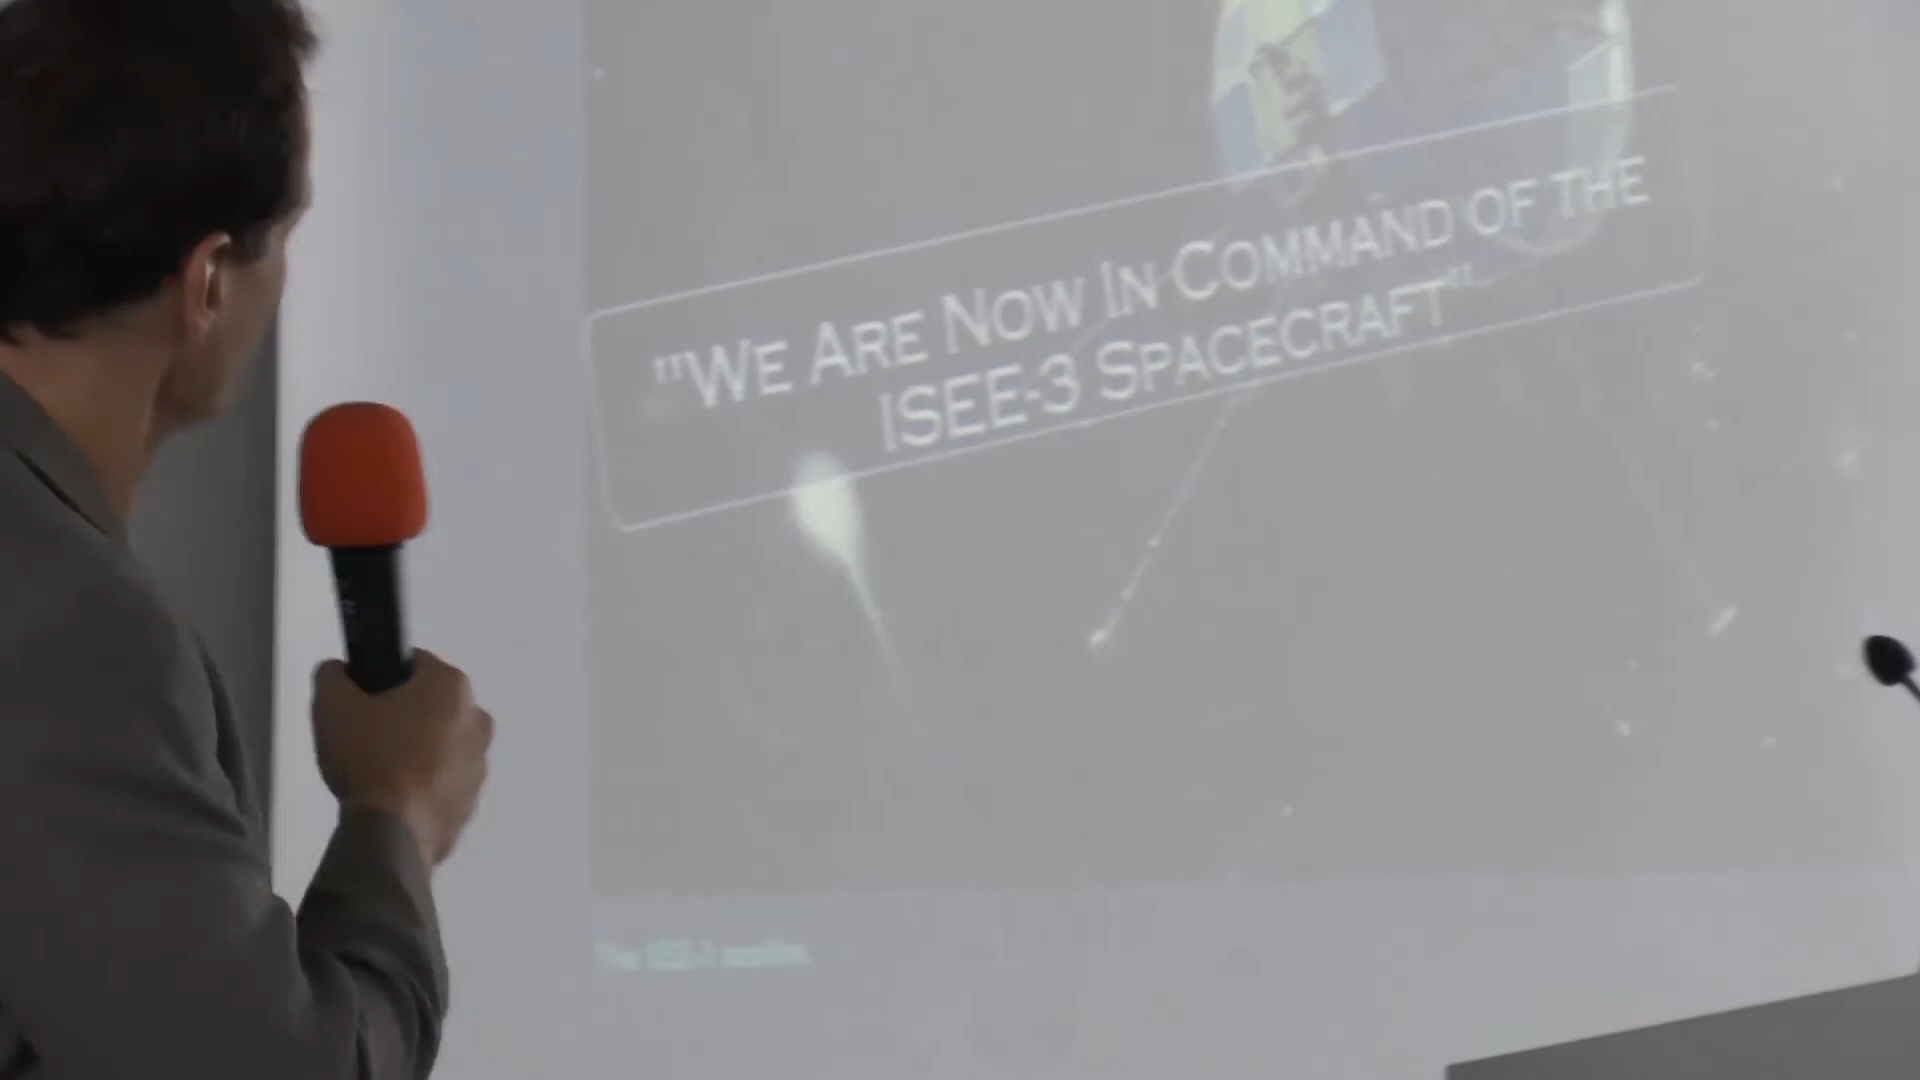 "We Are Now In Command of the
ISEE-3 Spacecraft"